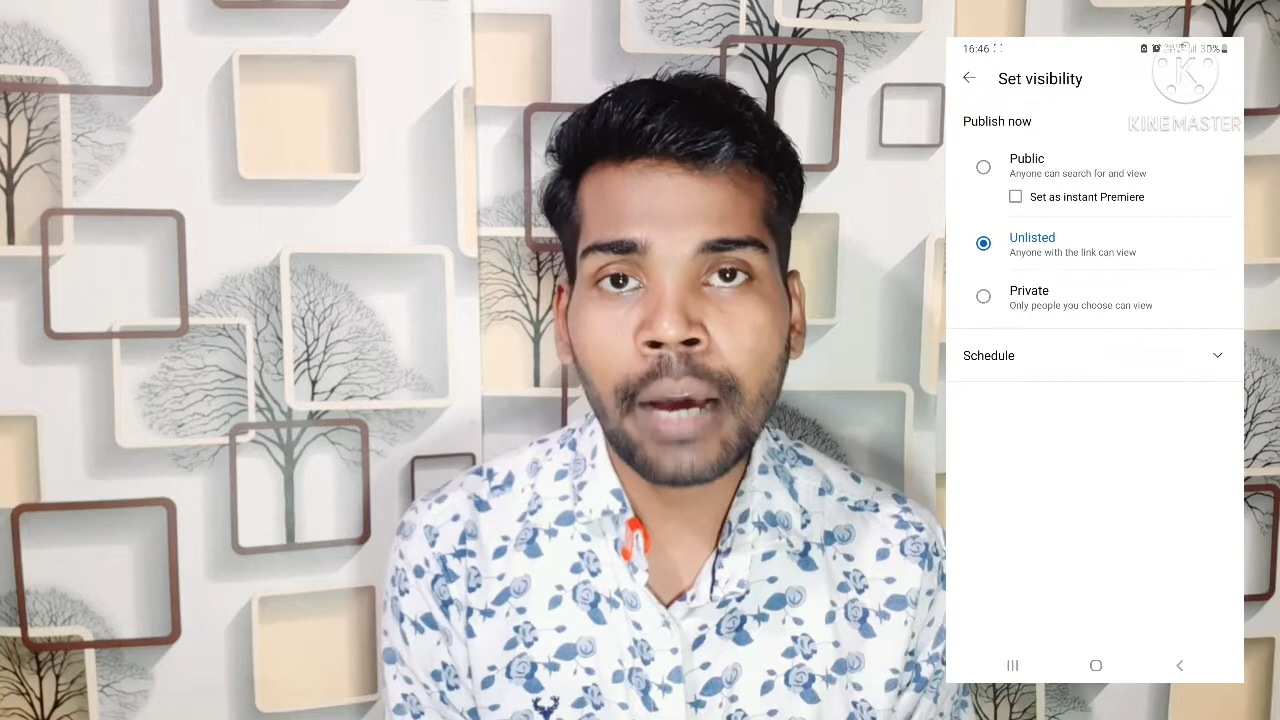 16:46
30%
Set visibility
KINEMASTER
Publish now
Public
Anyone can search for and view
Set as instant Premiere
Unlisted
Anyone with the link can view
Private
Only people you choose can view
Schedule